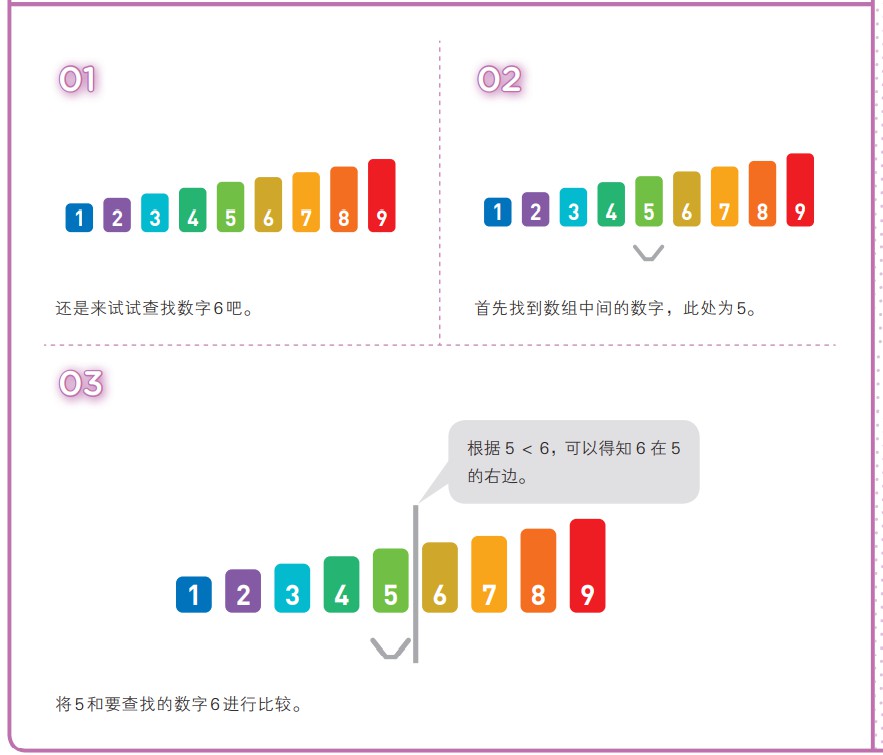 01
1 2 3 4 5 6 7 8 9
还是来试试查找数字6吧。
02
1 2 3 4 5 6 7 8 9
首先找到数组中间的数字，此处为5。
03
根据 5 < 6，可以得知 6 在 5
的右边。
1 2 3 4 5 6 7 8 9
将5和要查找的数字6进行比较。